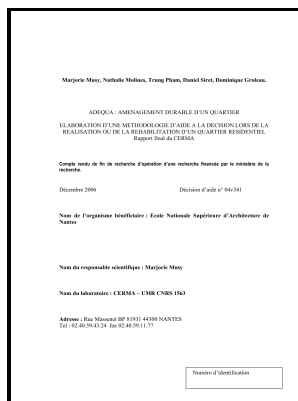 Marjorie Musy, Nathalie Molines, Trung Pham, Daniel Siret, Dominique Groleau.
ADEQUA : AMENAGEMENT DURABLE D'UN QUARTIER
ELABORATION D'UNE METHODOLOGIE D'AIDE A LA DECISION LORS DE LA
REALISATION OU DE LA REHABILITATION D'UN QUARTIER RESIDENTIEL
Rapport final du CERMA
Compte rendu de fin de recherche d'opération d'une recherche financée par le ministère de la
recherche.
Décembre 2006 Décision d'aide n° 04v341
Nom de l'organisme bénéficiaire : Ecole Nationale Supérieure d'Architecture de
Nantes
Nom du responsable scientifique : Marjorie Musy
Nom du laboratoire : CERMA – UMR CNRS 1563
Adresse : Rue Massenet BP 81931 44300 NANTES
Tel : 02.40.59.43.24 fax 02.40.59.11.77
Numéro d'identification